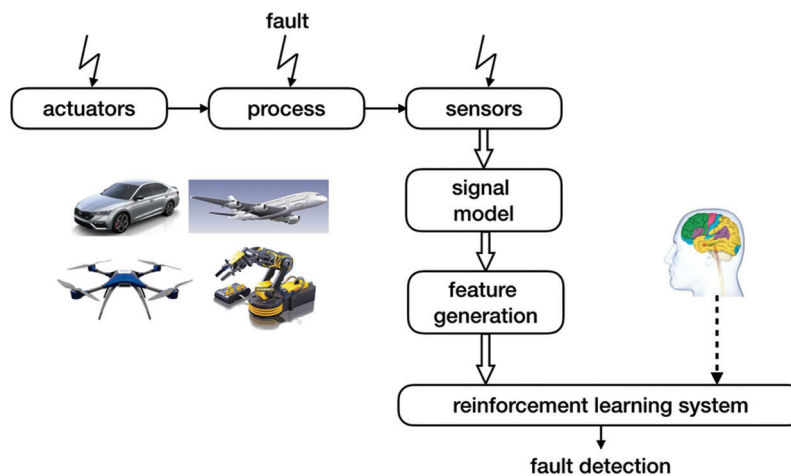 fault
actuators
process
sensors
signal
model
feature
generation
reinforcement learning system
fault detection